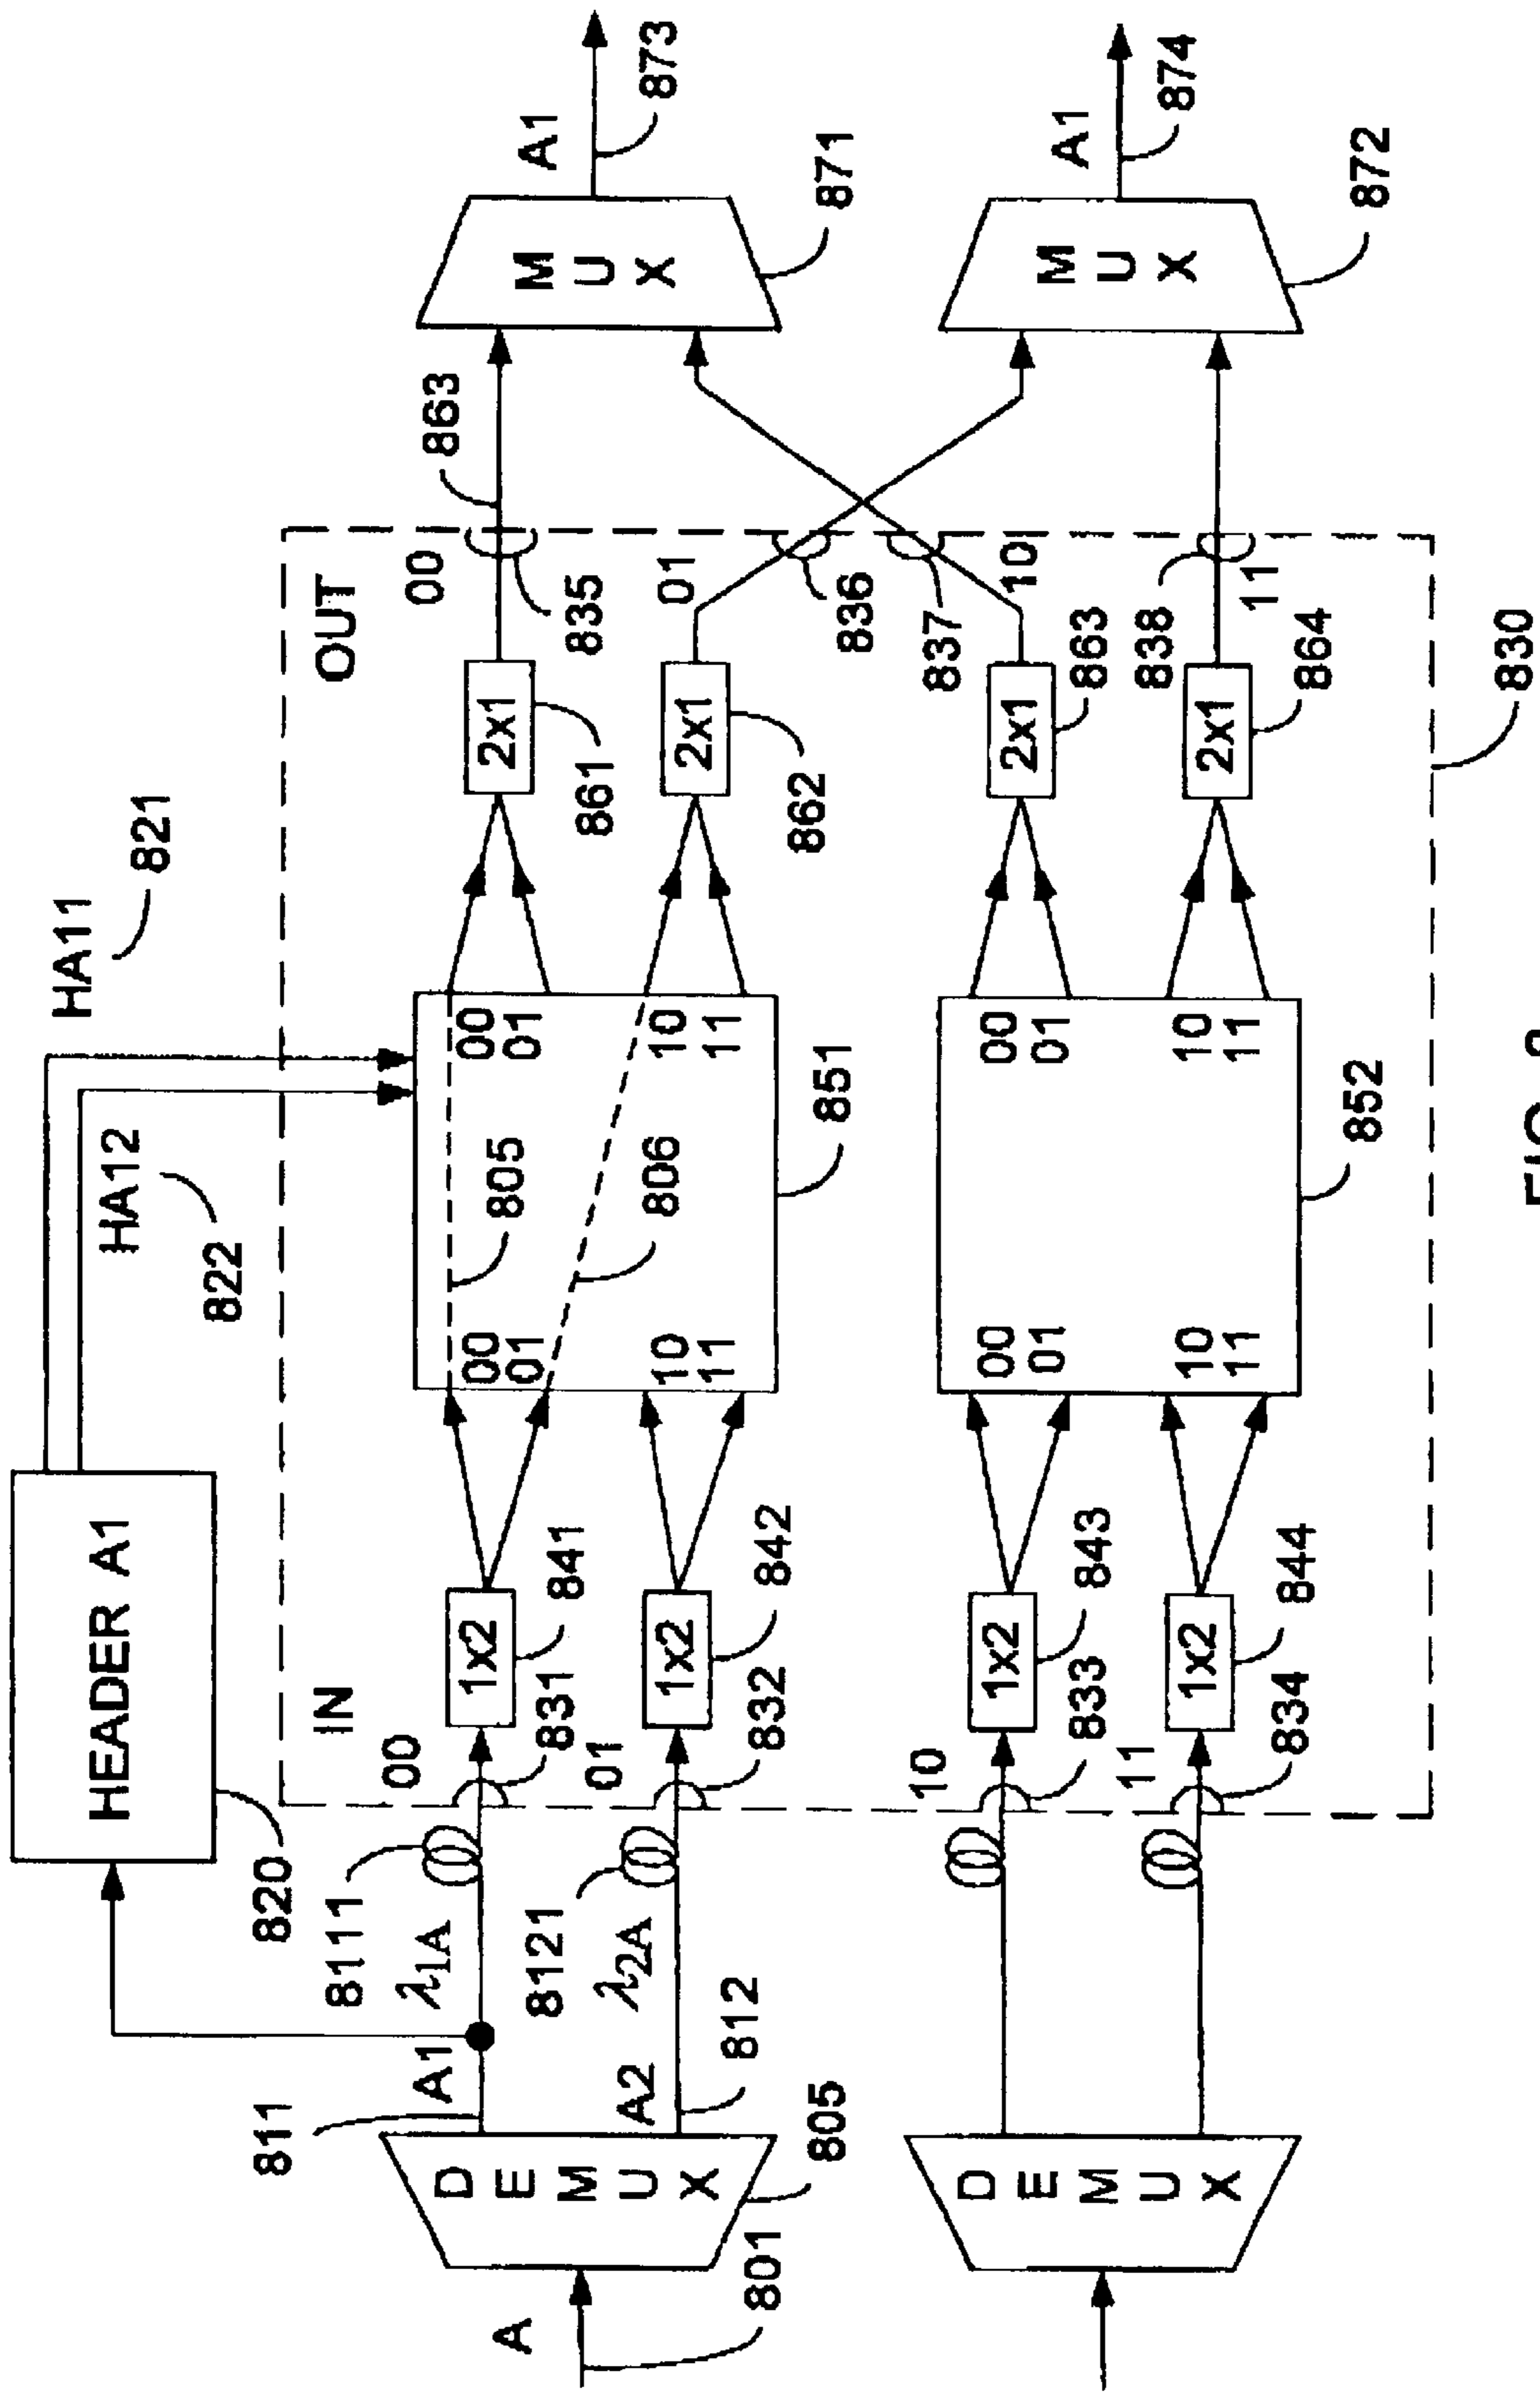 HEADER A1
820
HA11
821
HA12
822
IN
OUT
A
801
D
E
M
U
X
805
811
A1
8111
λ1A
A2
812
8121
λ2A
00
831
01
832
10
833
11
834
1x2
841
1x2
842
1x2
843
1x2
844
00
01
10
11
805
806
00
01
10
11
851
00
01
10
11
00
01
10
11
852
2x1
861
2x1
862
2x1
863
2x1
864
00
835
01
836
837
10
838
11
863
830
M
U
X
871
A1
873
M
U
X
872
A1
874
D
E
M
U
X